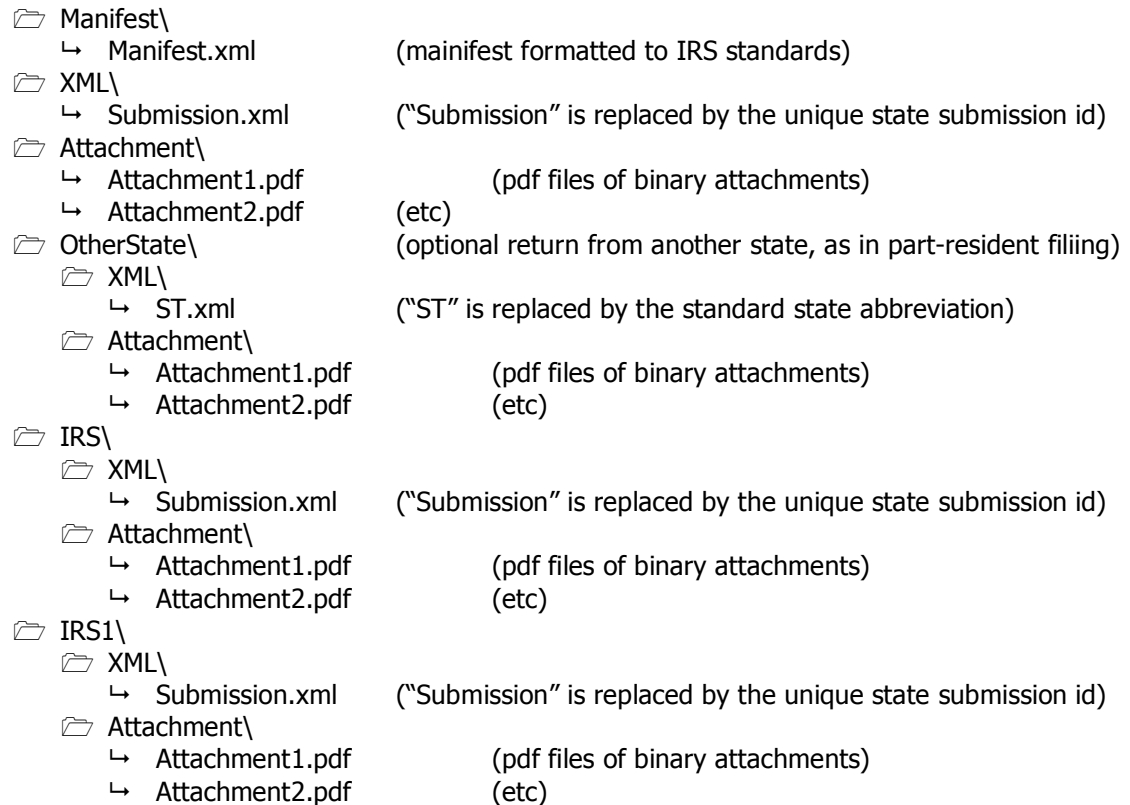 Manifest\
↳ Manifest.xml (mainifest formatted to IRS standards)
XML\
↳ Submission.xml (“Submission” is replaced by the unique state submission id)
Attachment\
↳ Attachment1.pdf (pdf files of binary attachments)
↳ Attachment2.pdf (etc)
OtherState\ (optional return from another state, as in part-resident filiing)
XML\
↳ ST.xml (“ST” is replaced by the standard state abbreviation)
Attachment\
↳ Attachment1.pdf (pdf files of binary attachments)
↳ Attachment2.pdf (etc)
IRS\
XML\
↳ Submission.xml (“Submission” is replaced by the unique state submission id)
Attachment\
↳ Attachment1.pdf (pdf files of binary attachments)
↳ Attachment2.pdf (etc)
IRS1\
XML\
↳ Submission.xml (“Submission” is replaced by the unique state submission id)
Attachment\
↳ Attachment1.pdf (pdf files of binary attachments)
↳ Attachment2.pdf (etc)